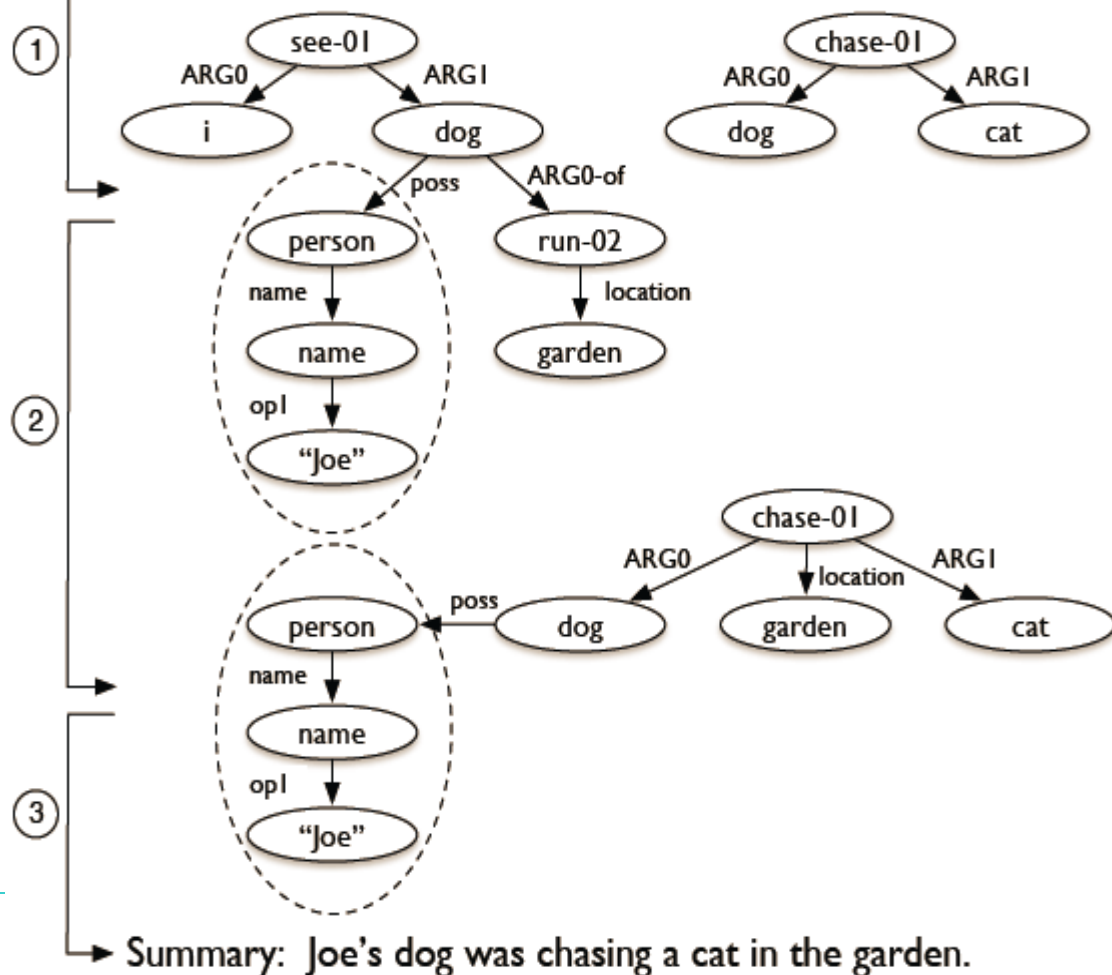 1
see-01
chase-01
ARG0
ARG1
ARG0
ARG1
i
dog
dog
cat
poss
ARG0-of
person
run-02
name
location
name
garden
2
op1
“Joe”
chase-01
ARG0
location
ARG1
person
poss
dog
garden
cat
name
name
op1
3
“Joe”
Summary: Joe's dog was chasing a cat in the garden.